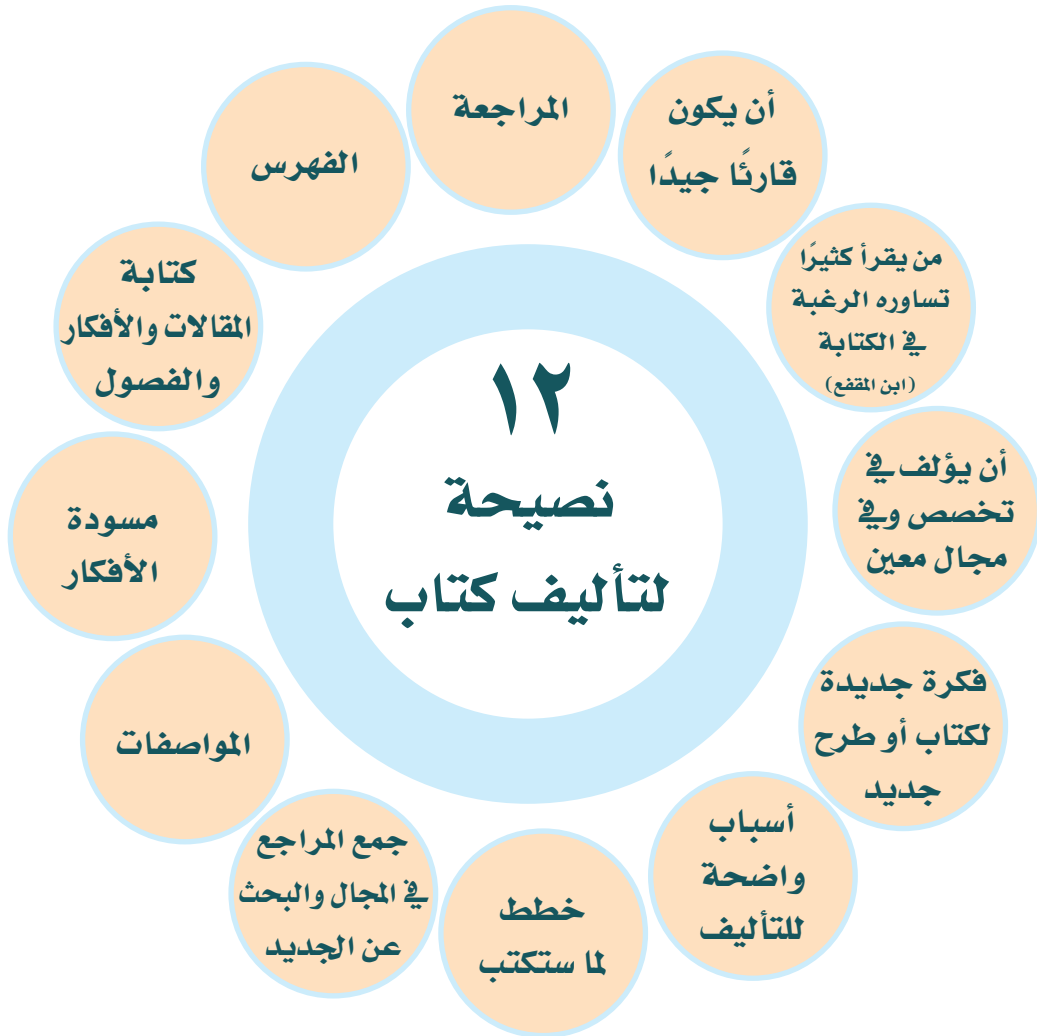 ١٢
نصيحة
لتأليف كتاب
أن يكون
قارئًا جيدًا
من يقرأ كثيرًا
تساوره الرغبة
في الكتابة
(ابن المقفع)
أن يؤلف في
تخصص وفي
مجال معين
فكرة جديدة
لكتاب أو طرح
جديد
أسباب
واضحة
للتأليف
خطط
لما ستكتب
جمع المراجع
في المجال والبحث
عن الجديد
المواصفات
مسودة
الأفكار
كتابة
المقالات والأفكار
والفصول
الفهرس
المراجعة